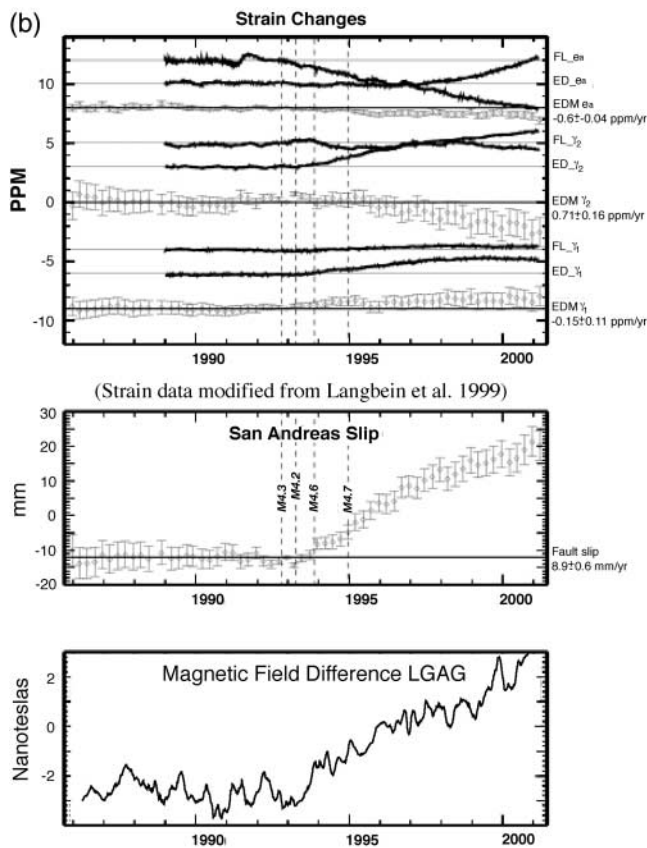 (b)
Strain Changes
PPM
10
5
0
-5
-10
FL_ea
ED_ea
EDM ea
-0.6±-0.04 ppm/yr
FL_γ2
ED_γ2
EDM γ2
0.71±0.16 ppm/yr
FL_γ1
ED_γ1
EDM γ1
-0.15±0.11 ppm/yr
1990
1995
2000
(Strain data modified from Langbein et al. 1999)
San Andreas Slip
mm
30
20
10
0
-10
-20
M4.3
M4.2
M4.6
M4.7
Fault slip
8.9±0.6 mm/yr
1990
1995
2000
Magnetic Field Difference LGAG
Nanoteslas
2
0
-2
1990
1995
2000